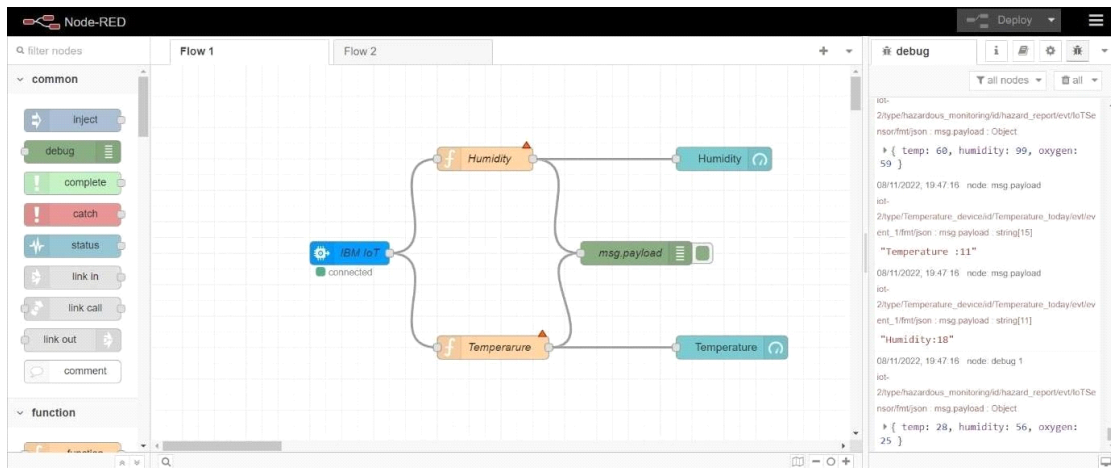 Node-RED
Deploy
filter nodes
Flow 1
Flow 2
debug
i
all nodes
all
common
inject
debug
complete
catch
status
link in
link call
link out
comment
function
f
function
f Humidity
Humidity
IBM IoT
connected
msg.payload
f Temperarure
Temperature
iot-
2/type/hazardous_monitoring/id/hazard_report/evt/IoTSe
nsor/fmt/json : msg.payload : Object
{ temp: 60, humidity: 99, oxygen:
59 }
08/11/2022, 19:47:16 node: msg.payload
iot-
2/type/Temperature_device/id/Temperature_today/evt/ev
ent_1/fmt/json : msg.payload : string[15]
"Temperature :11"
08/11/2022, 19:47:16 node: msg.payload
iot-
2/type/Temperature_device/id/Temperature_today/evt/ev
ent_1/fmt/json : msg.payload : string[11]
"Humidity:18"
08/11/2022, 19:47:16 node: debug 1
iot-
2/type/hazardous_monitoring/id/hazard_report/evt/IoTSe
nsor/fmt/json : msg.payload : Object
{ temp: 28, humidity: 56, oxygen:
25 }